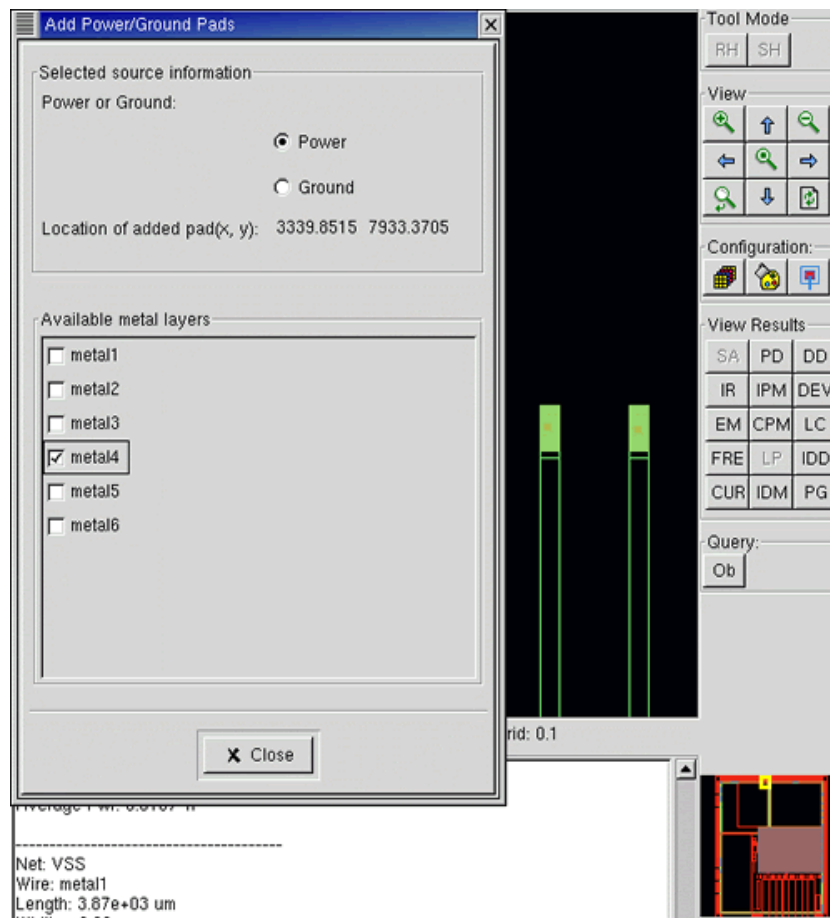 Add Power/Ground Pads
Selected source information
Power or Ground:
Power
Ground
Location of added pad(x, y): 3339.8515 7933.3705
Available metal layers
metal1
metal2
metal3
metal4
metal5
metal6
Close
Tool Mode
RH SH
View
Configuration:
View Results
SA PD DD
IR IPM DEV
EM CPM LC
FRE LP IDD
CUR IDM PG
Query:
Ob
rid: 0.1
----------------------------------------
Net: VSS
Wire: metal1
Length: 3.87e+03 um